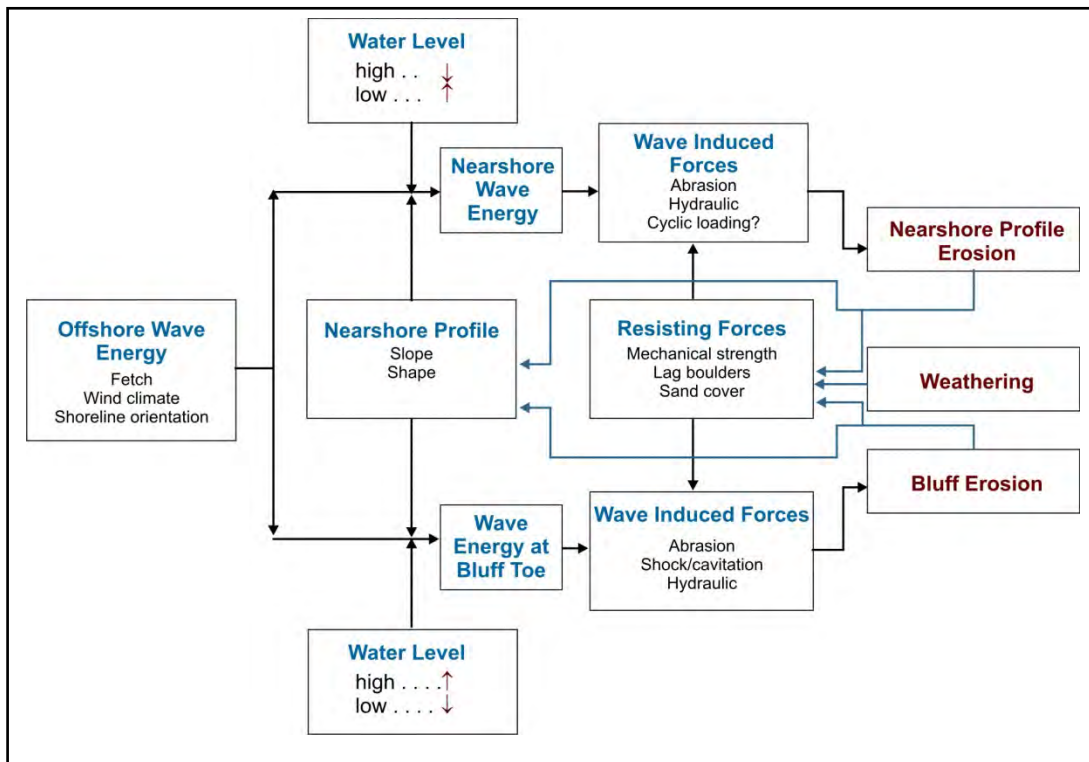 Water Level
high . . ↓
low . . . ↑
Nearshore
Wave
Energy
Wave Induced
Forces
Abrasion
Hydraulic
Cyclic loading?
Nearshore Profile
Erosion
Offshore Wave
Energy
Fetch
Wind climate
Shoreline orientation
Nearshore Profile
Slope
Shape
Resisting Forces
Mechanical strength
Lag boulders
Sand cover
Weathering
Bluff Erosion
Wave
Energy at
Bluff Toe
Wave Induced Forces
Abrasion
Shock/cavitation
Hydraulic
Water Level
high . . . . ↑
low . . . . ↓